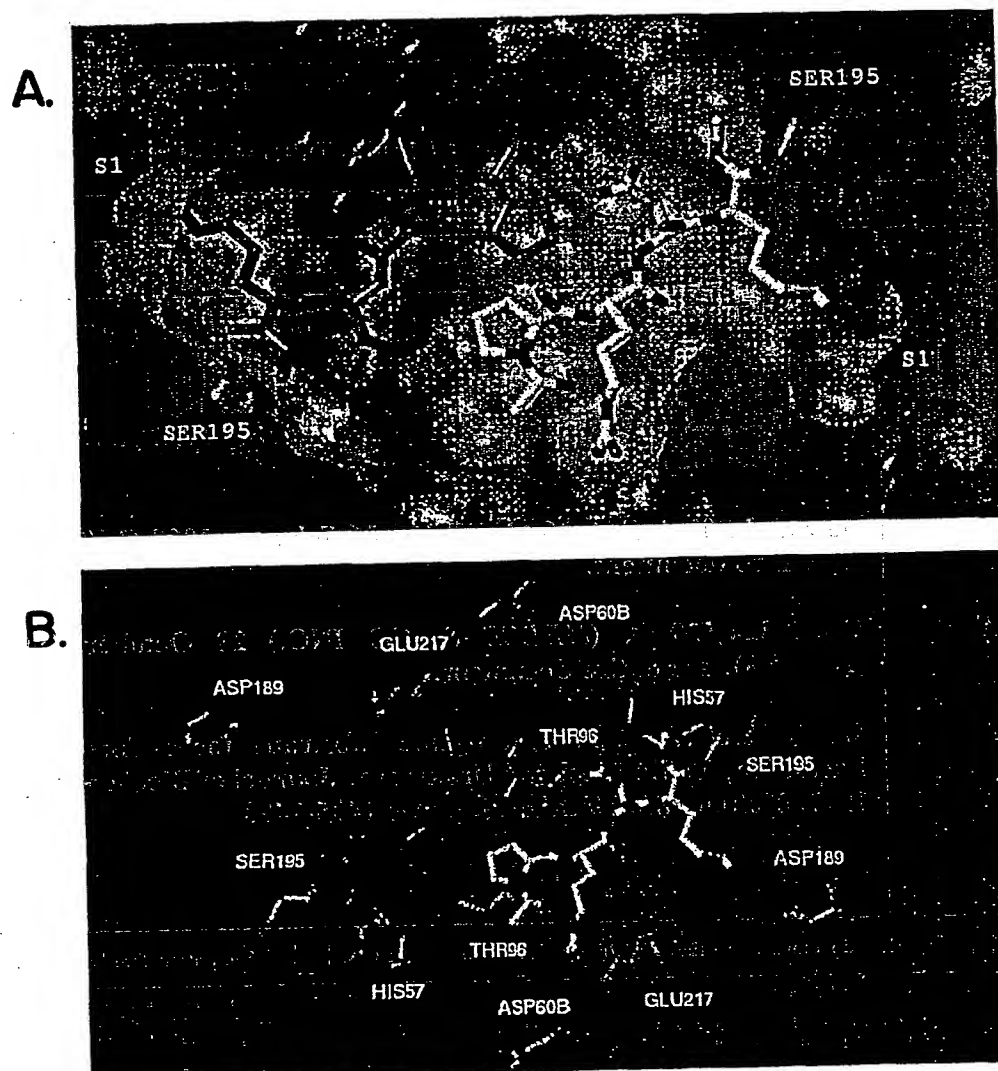 A.
SER195
S1
S1
SER195
B.
ASP60B
GLU217
ASP189
HIS57
THR96
SER195
SER195
ASP189
THR96
HIS57
ASP60B
GLU217